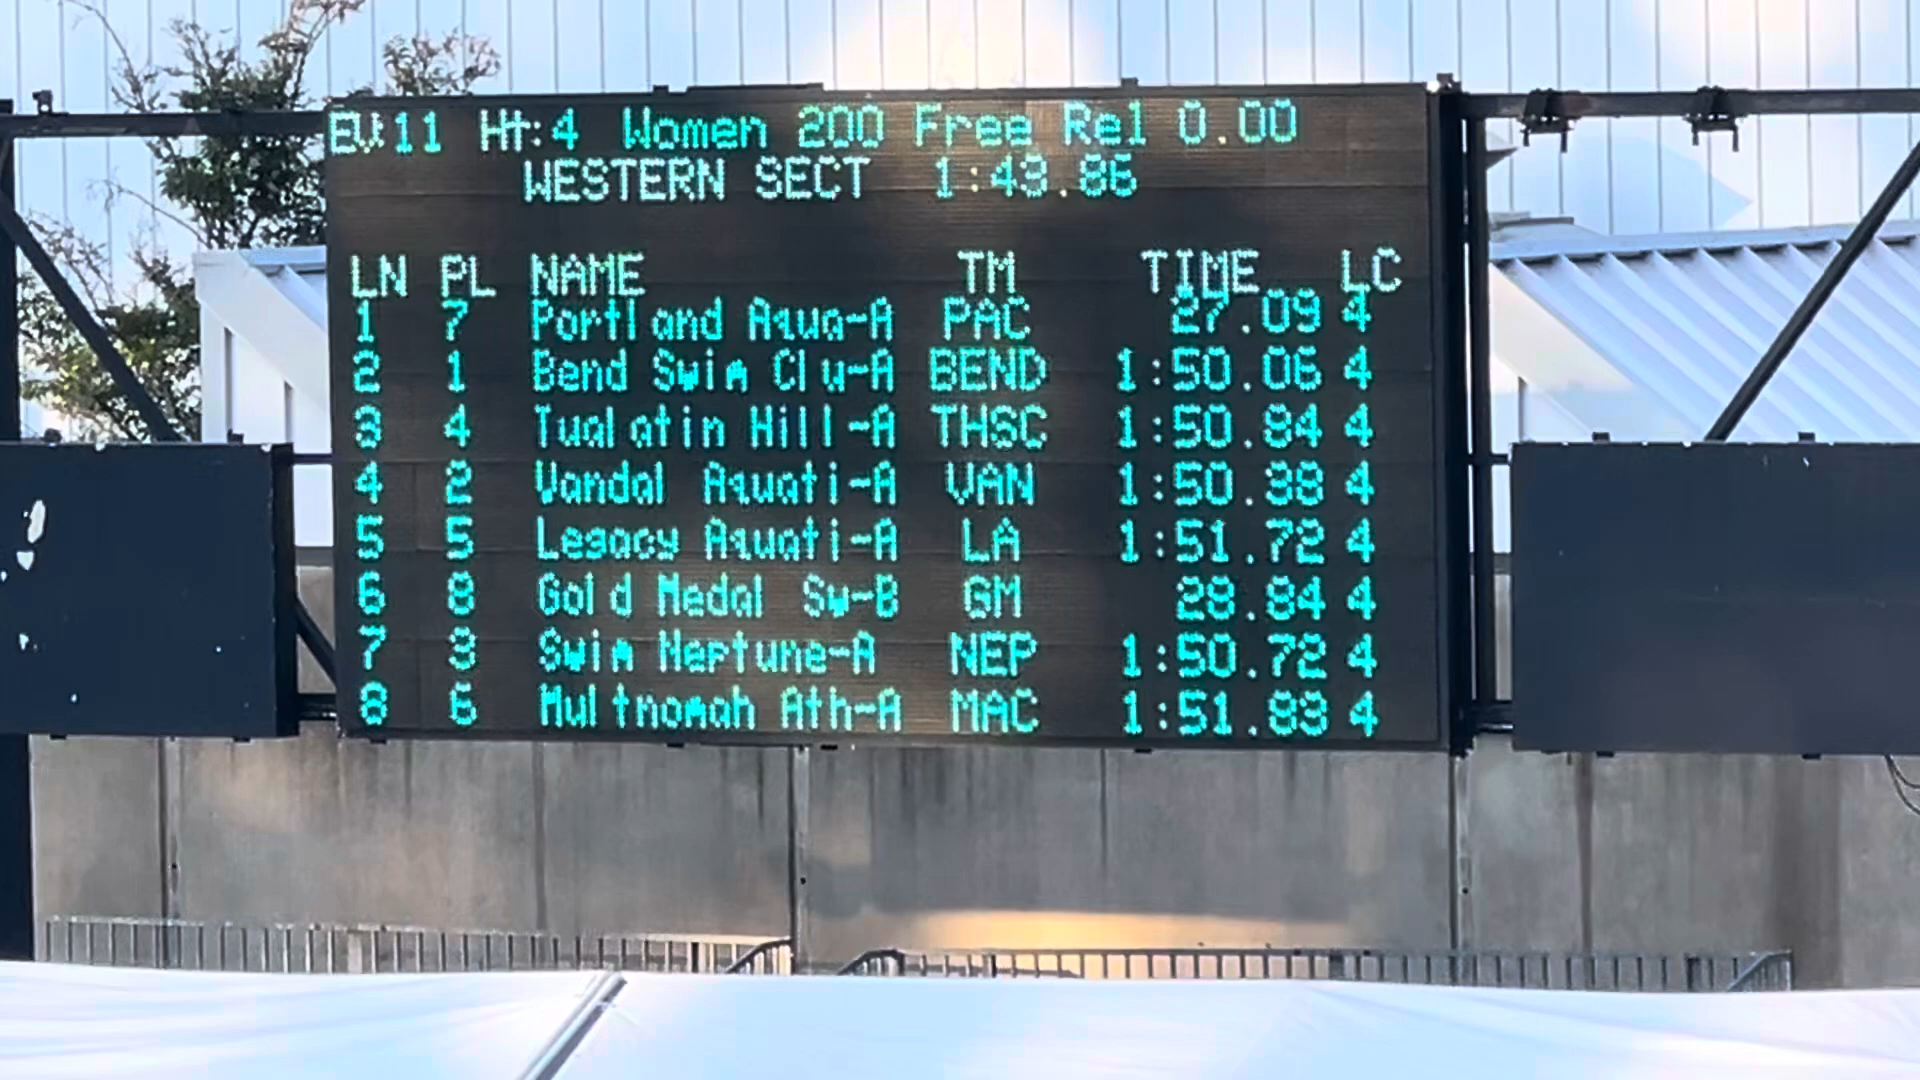 EV:11 Ht:4 Women 200 Free Rel 0.00
WESTERN SECT 1:43.86
LN PL NAME TM TIME LC
1 7 Portland Aqua-A PAC 27.09 4
2 1 Bend Swim Clu-A BEND 1:50.06 4
3 4 Tualatin Hill-A THSC 1:50.84 4
4 2 Vandal Aquati-A VAN 1:50.38 4
5 5 Legacy Aquati-A LA 1:51.72 4
6 8 Gold Medal Sw-B GM 28.84 4
7 3 Swim Neptune-A NEP 1:50.72 4
8 6 Multnomah Ath-A MAC 1:51.83 4